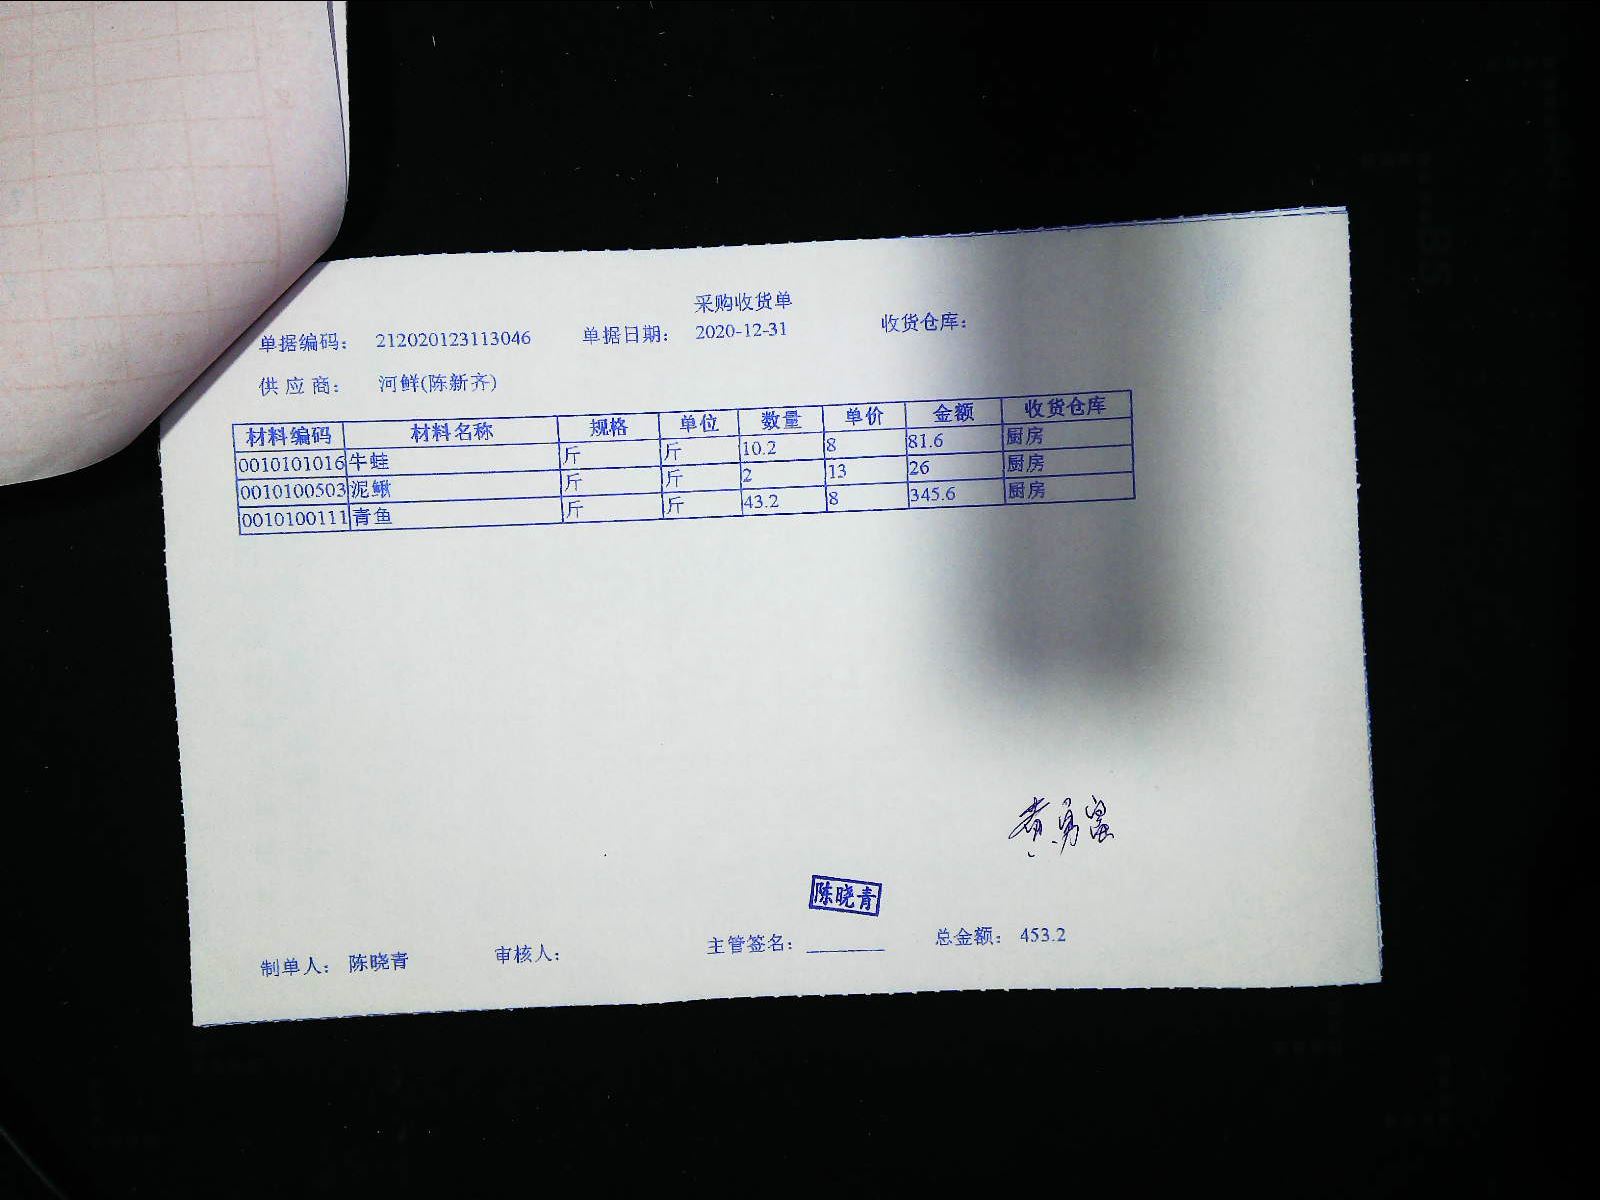 采购收货单
单据编码： 212020123113046 单据日期： 2020-12-31 收货仓库：
供应商： 河鲜(陈新齐)
材料编码 材料名称 规格 单位 数量 单价 金额 收货仓库
0010101016 牛蛙 斤 斤 10.2 8 81.6 厨房
0010100503 泥鳅 斤 斤 2 13 26 厨房
0010100111 青鱼 斤 斤 43.2 8 345.6 厨房
陈晓青
制单人： 陈晓青 审核人： 主管签名： 总金额： 453.2